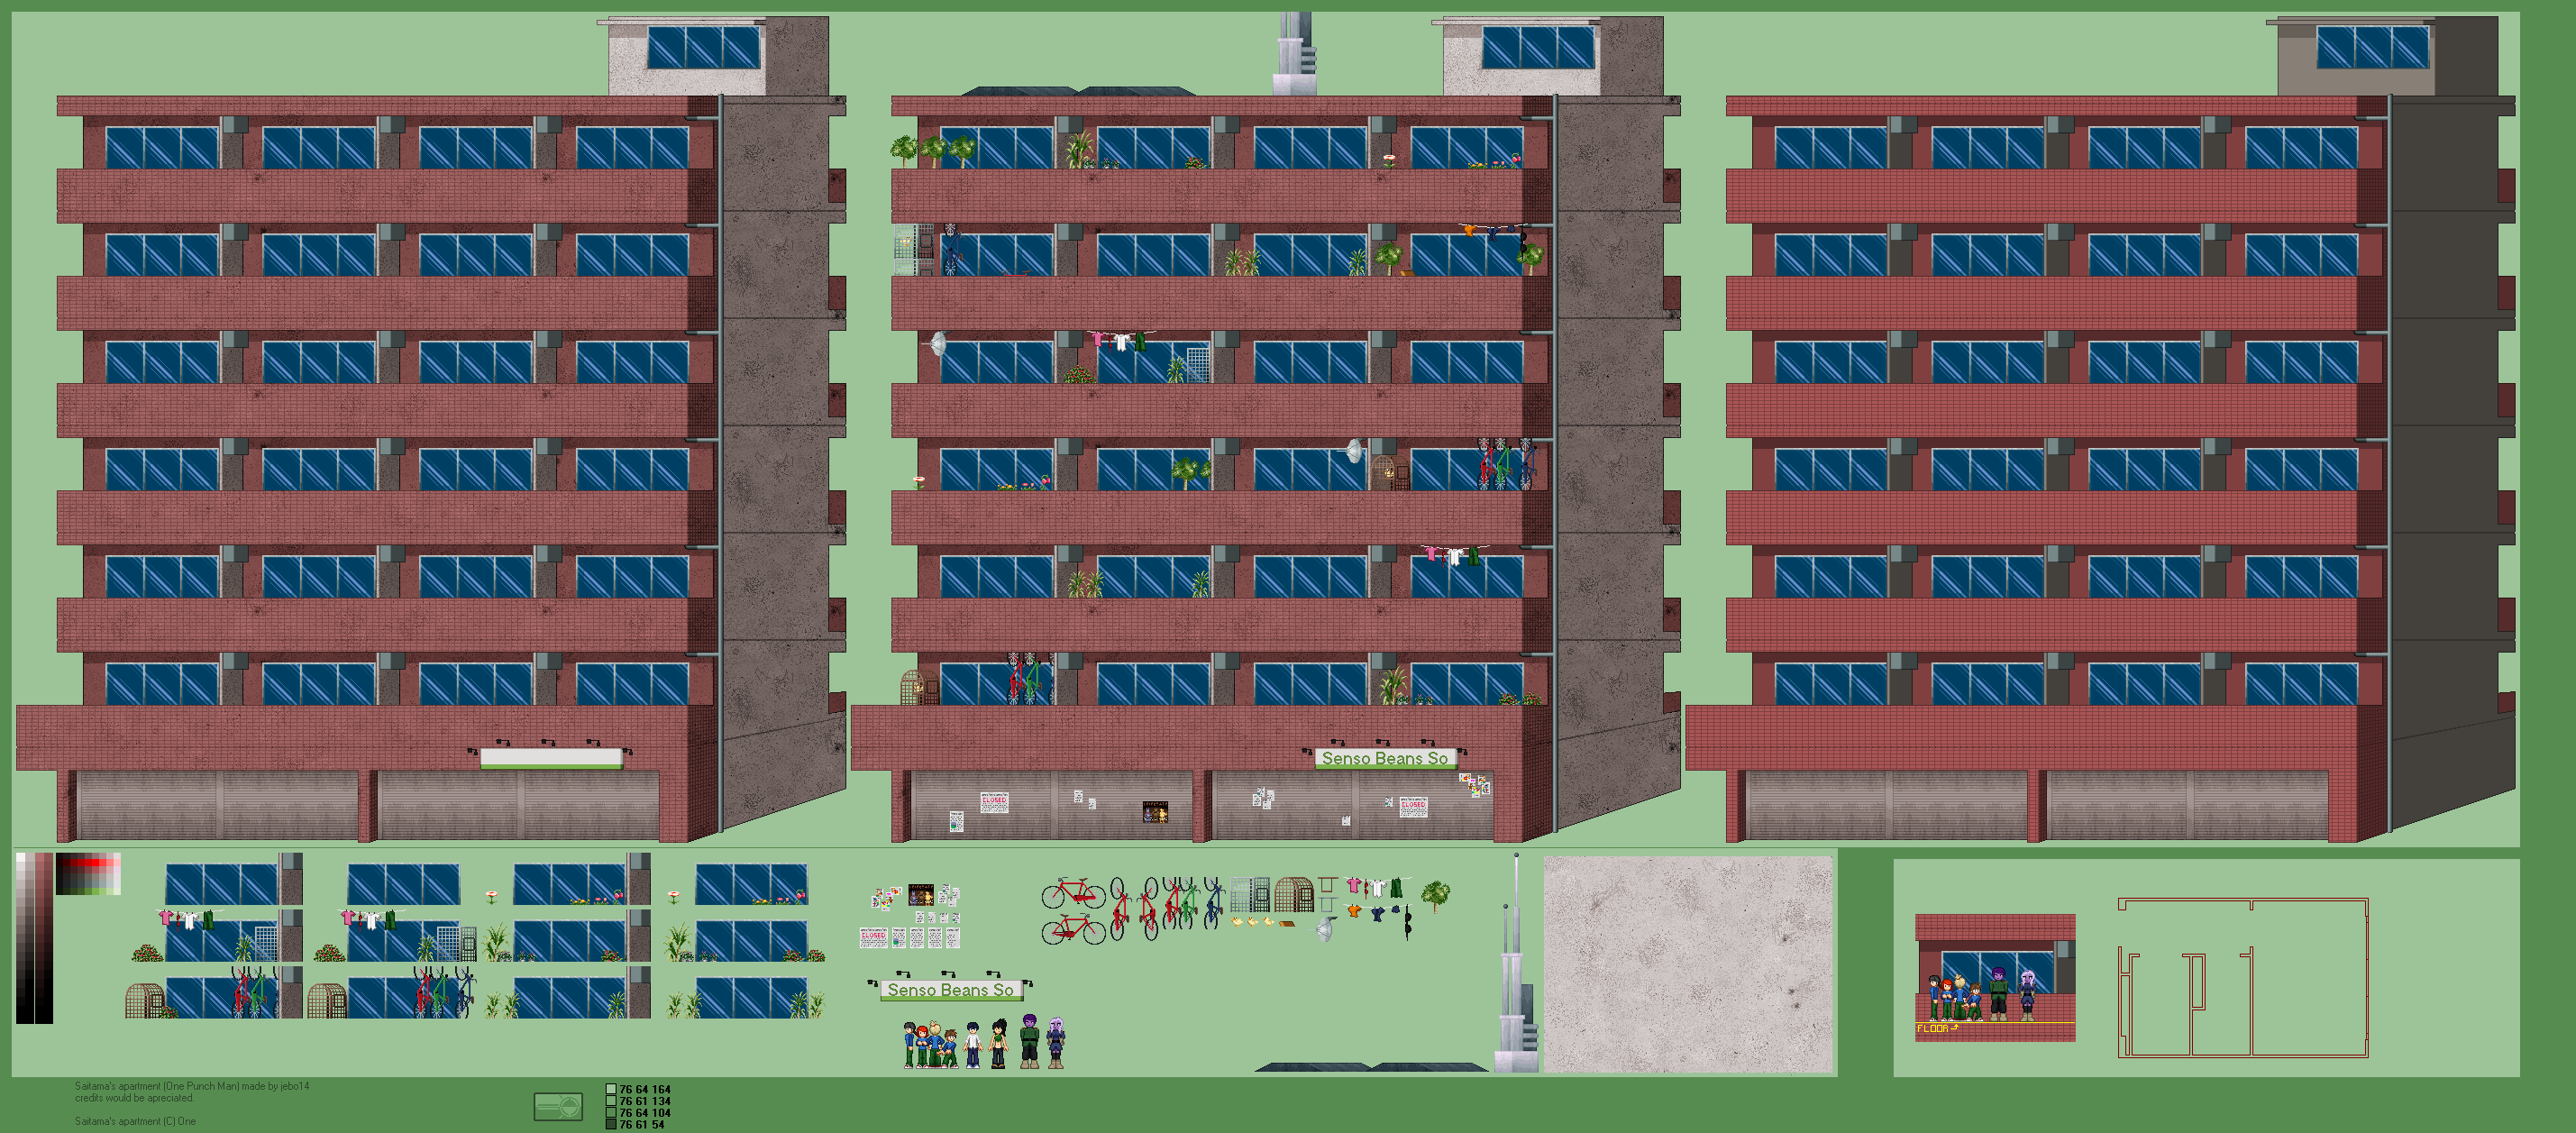 Senso Beans So
CLOSED
CLOSED
CLOSED
Senso Beans So
FLOOR
Saitama's apartment (One Punch Man) made by jebo14
credits would be apreciated.
Saitama's apartment (C) One
76 64 164
76 61 134
76 64 104
76 61 54